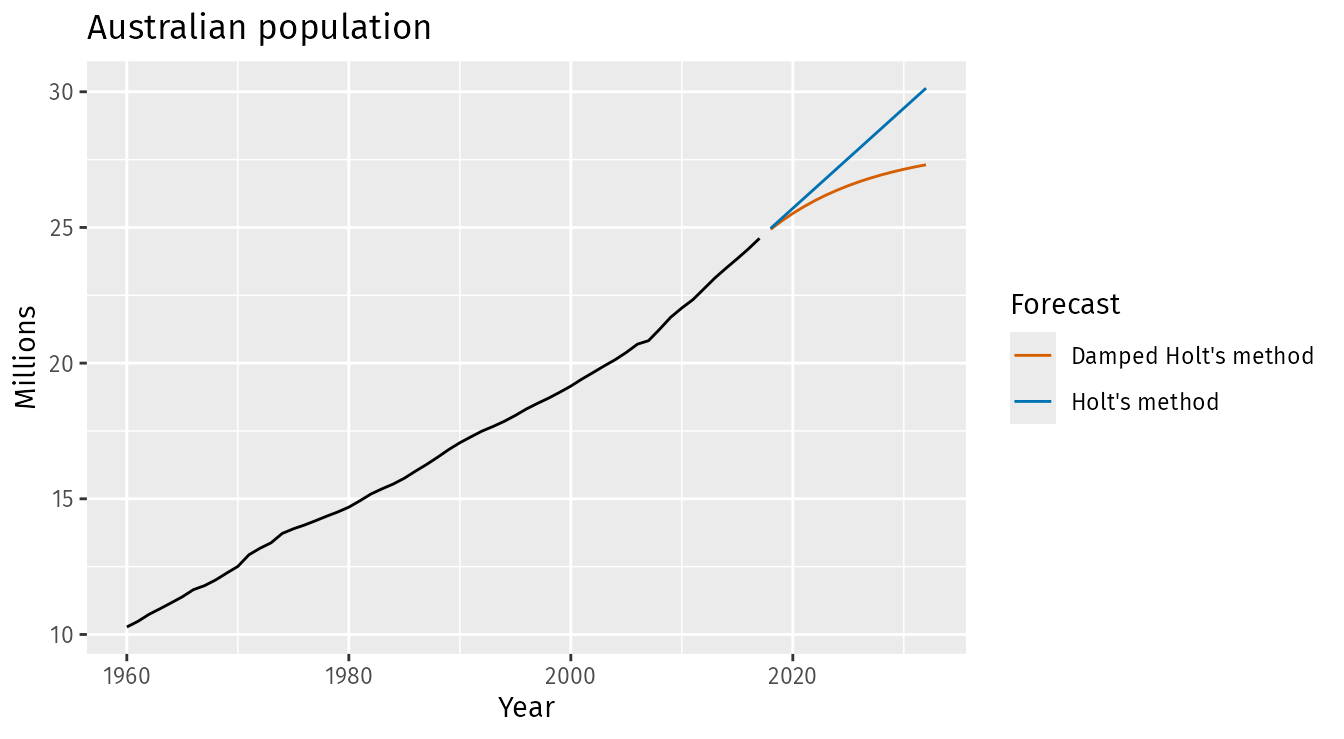 Australian population
30
25
20
15
10
Millions
1960 1980 2000 2020
Year
Forecast
Damped Holt's method
Holt's method